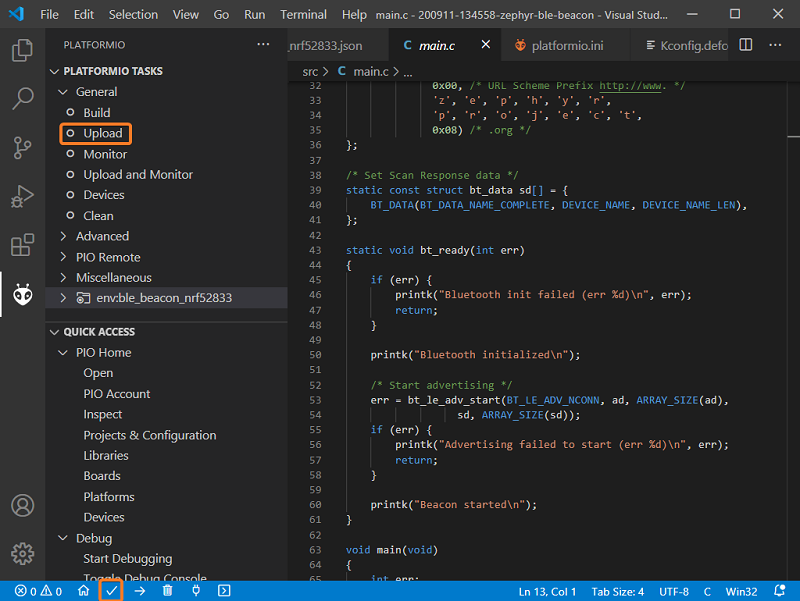 File Edit Selection View Go Run Terminal Help main.c - 200911-134558-zephyr-ble-beacon - Visual Stud...
PLATFORMIO
PLATFORMIO TASKS
General
Build
Upload
Monitor
Upload and Monitor
Devices
Clean
Advanced
PIO Remote
Miscellaneous
env:ble_beacon_nrf52833
QUICK ACCESS
PIO Home
Open
PIO Account
Inspect
Projects & Configuration
Libraries
Boards
Platforms
Devices
Debug
Start Debugging
Toggle Debug Console
_nrf52833.json C main.c platformio.ini Kconfig.defc
src > C main.c > ...
32 0x00, /* URL Scheme Prefix http://www. */
33 'z', 'e', 'p', 'h', 'y', 'r',
34 'p', 'r', 'o', 'j', 'e', 'c', 't',
35 0x08) /* .org */
36 };
37
38 /* Set Scan Response data */
39 static const struct bt_data sd[] = {
40 BT_DATA(BT_DATA_NAME_COMPLETE, DEVICE_NAME, DEVICE_NAME_LEN),
41 };
42
43 static void bt_ready(int err)
44 {
45 if (err) {
46 printk("Bluetooth init failed (err %d)\n", err);
47 return;
48 }
49
50 printk("Bluetooth initialized\n");
51
52 /* Start advertising */
53 err = bt_le_adv_start(BT_LE_ADV_NCONN, ad, ARRAY_SIZE(ad),
54 sd, ARRAY_SIZE(sd));
55 if (err) {
56 printk("Advertising failed to start (err %d)\n", err);
57 return;
58 }
59
60 printk("Beacon started\n");
61 }
62
63 void main(void)
64 {
65 int err;
0 0 Ln 13, Col 1 Tab Size: 4 UTF-8 C Win32